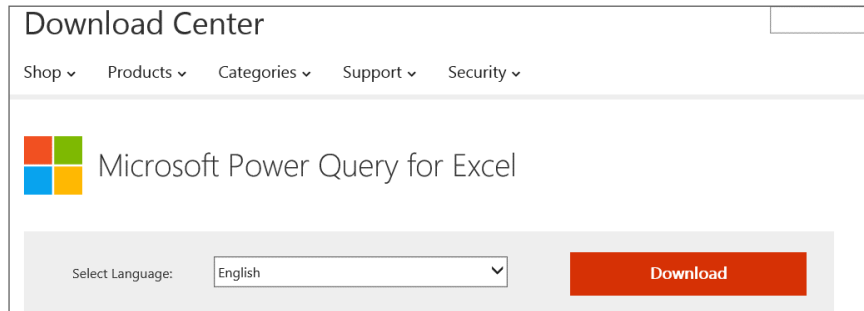 Download Center
Shop Products Categories Support Security
Microsoft Power Query for Excel
Select Language: English Download